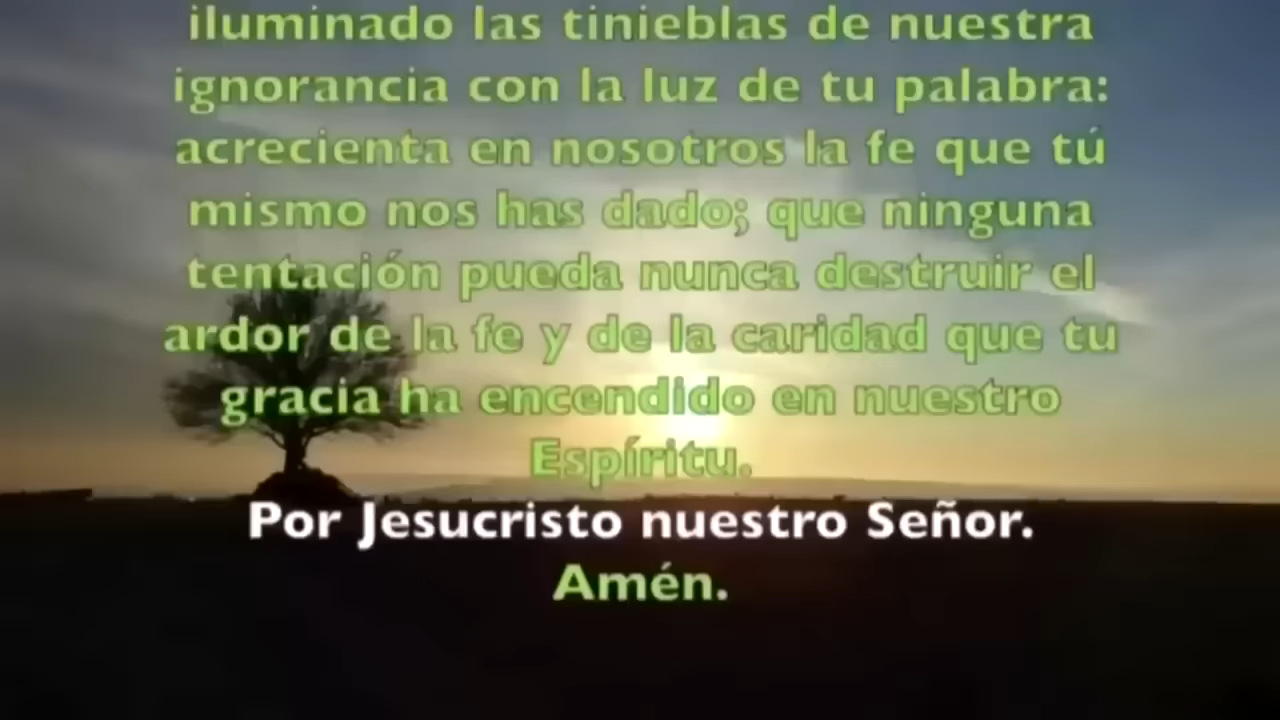 iluminado las tinieblas de nuestra
ignorancia con la luz de tu palabra:
acrecienta en nosotros la fe que tú
mismo nos has dado; que ninguna
tentación pueda nunca destruir el
ardor de la fe y de la caridad que tu
gracia ha encendido en nuestro
Espíritu.
Por Jesucristo nuestro Señor.
Amén.